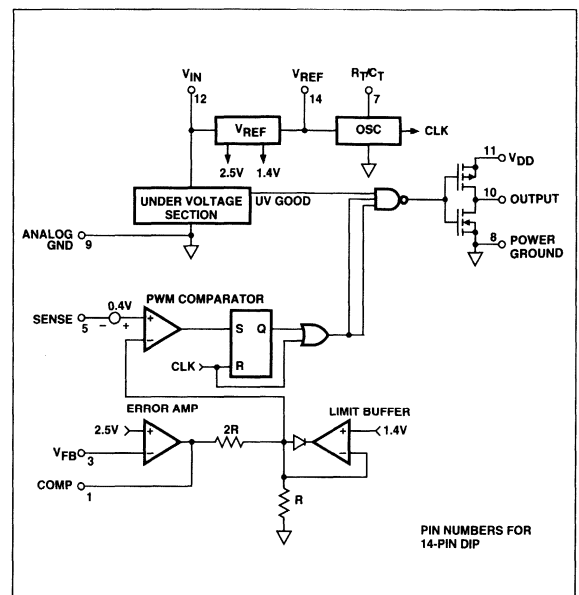 V_IN
12
V_REF
14
R_T/C_T
7
V_REF
OSC
CLK
2.5V 1.4V
11 V_DD
UNDER VOLTAGE
SECTION
UV GOOD
10 OUTPUT
ANALOG
GND 9
8 POWER
GROUND
PWM COMPARATOR
0.4V
SENSE
5
− +
+
−
S Q
CLK
R
ERROR AMP
LIMIT BUFFER
2.5V
+
2R
+
1.4V
V_FB
3
−
−
COMP
1
R
PIN NUMBERS FOR
14-PIN DIP